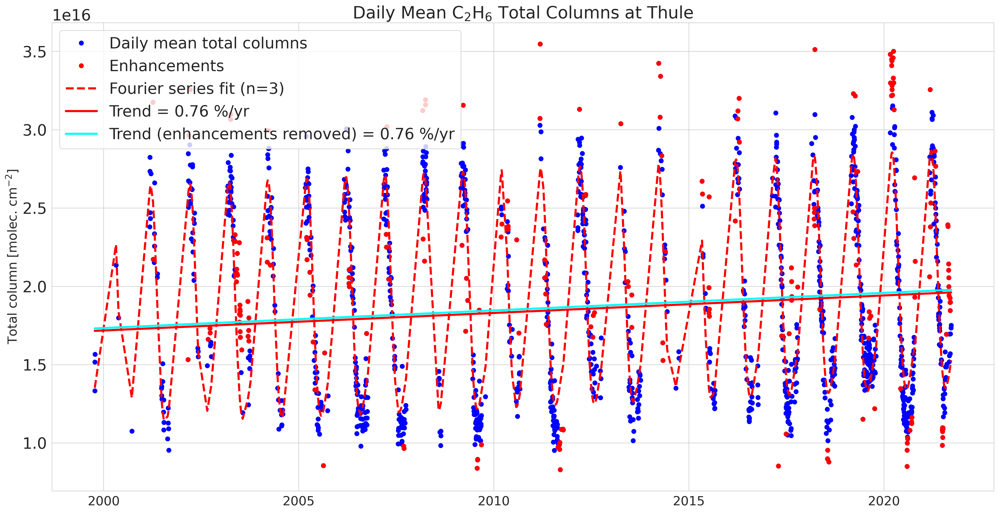 Daily Mean C₂H₆ Total Columns at Thule
1e16
Daily mean total columns
Enhancements
Fourier series fit (n=3)
Trend = 0.76 %/yr
Trend (enhancements removed) = 0.76 %/yr
Total column [molec. cm⁻²]
3.5
3.0
2.5
2.0
1.5
1.0
2000 2005 2010 2015 2020